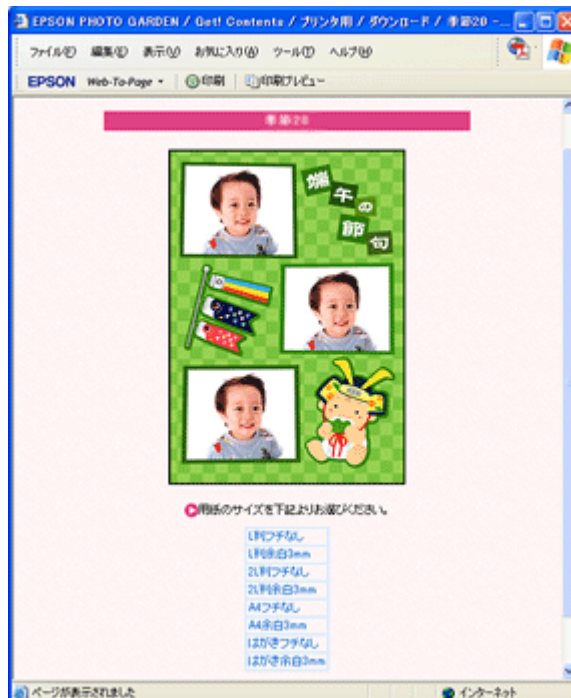 EPSON PHOTO GARDEN / Get! Contents / プリンタ用 / ダウンロード / 季節28 -...
ファイル(F) 編集(E) 表示(V) お気に入り(A) ツール(T) ヘルプ(H)
EPSON Web-To-Page 印刷 印刷プレビュー
季節28
端午の節句
用紙のサイズを下記よりお選びください。
L判フチなし
L判余白3mm
2L判フチなし
2L判余白3mm
A4フチなし
A4余白3mm
はがきフチなし
はがき余白3mm
ページが表示されました インターネット